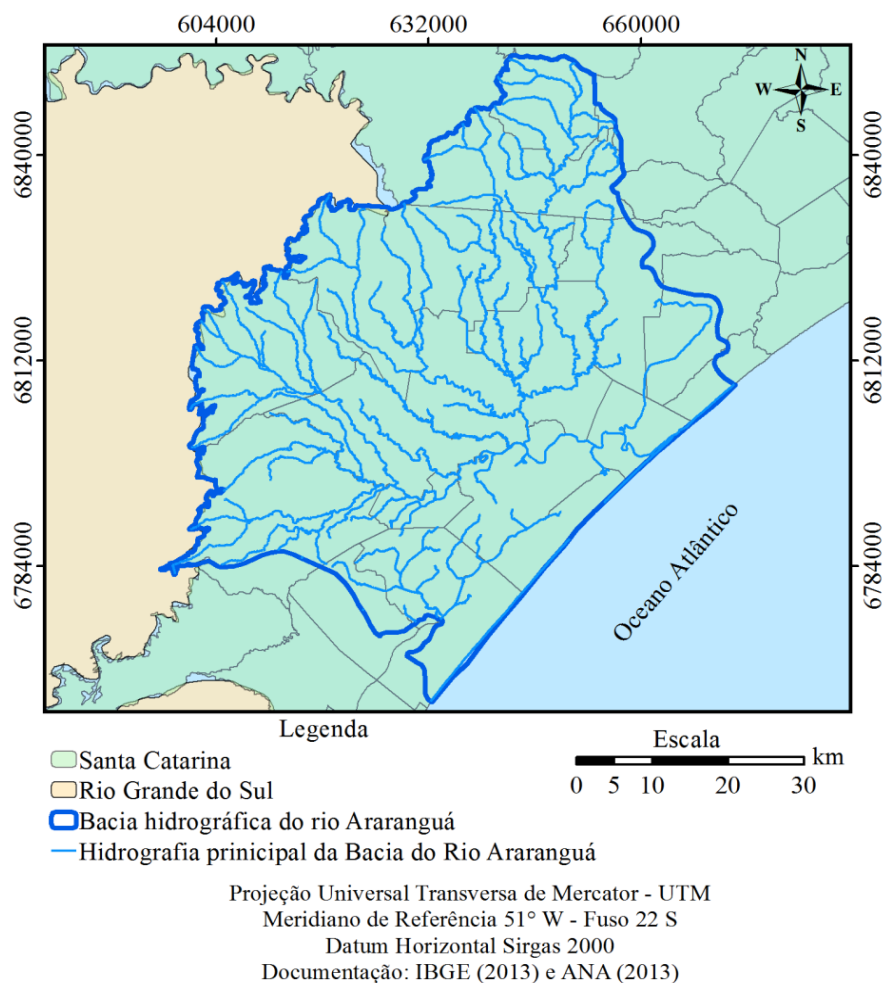 604000 632000 660000
N
W E
S
6840000 6840000
6812000 6812000
6784000 6784000
Oceano Atlântico
Legenda
Santa Catarina
Rio Grande do Sul
Bacia hidrográfica do rio Araranguá
Hidrografia prinicipal da Bacia do Rio Araranguá
Escala
km
0 5 10 20 30
Projeção Universal Transversa de Mercator - UTM
Meridiano de Referência 51° W - Fuso 22 S
Datum Horizontal Sirgas 2000
Documentação: IBGE (2013) e ANA (2013)